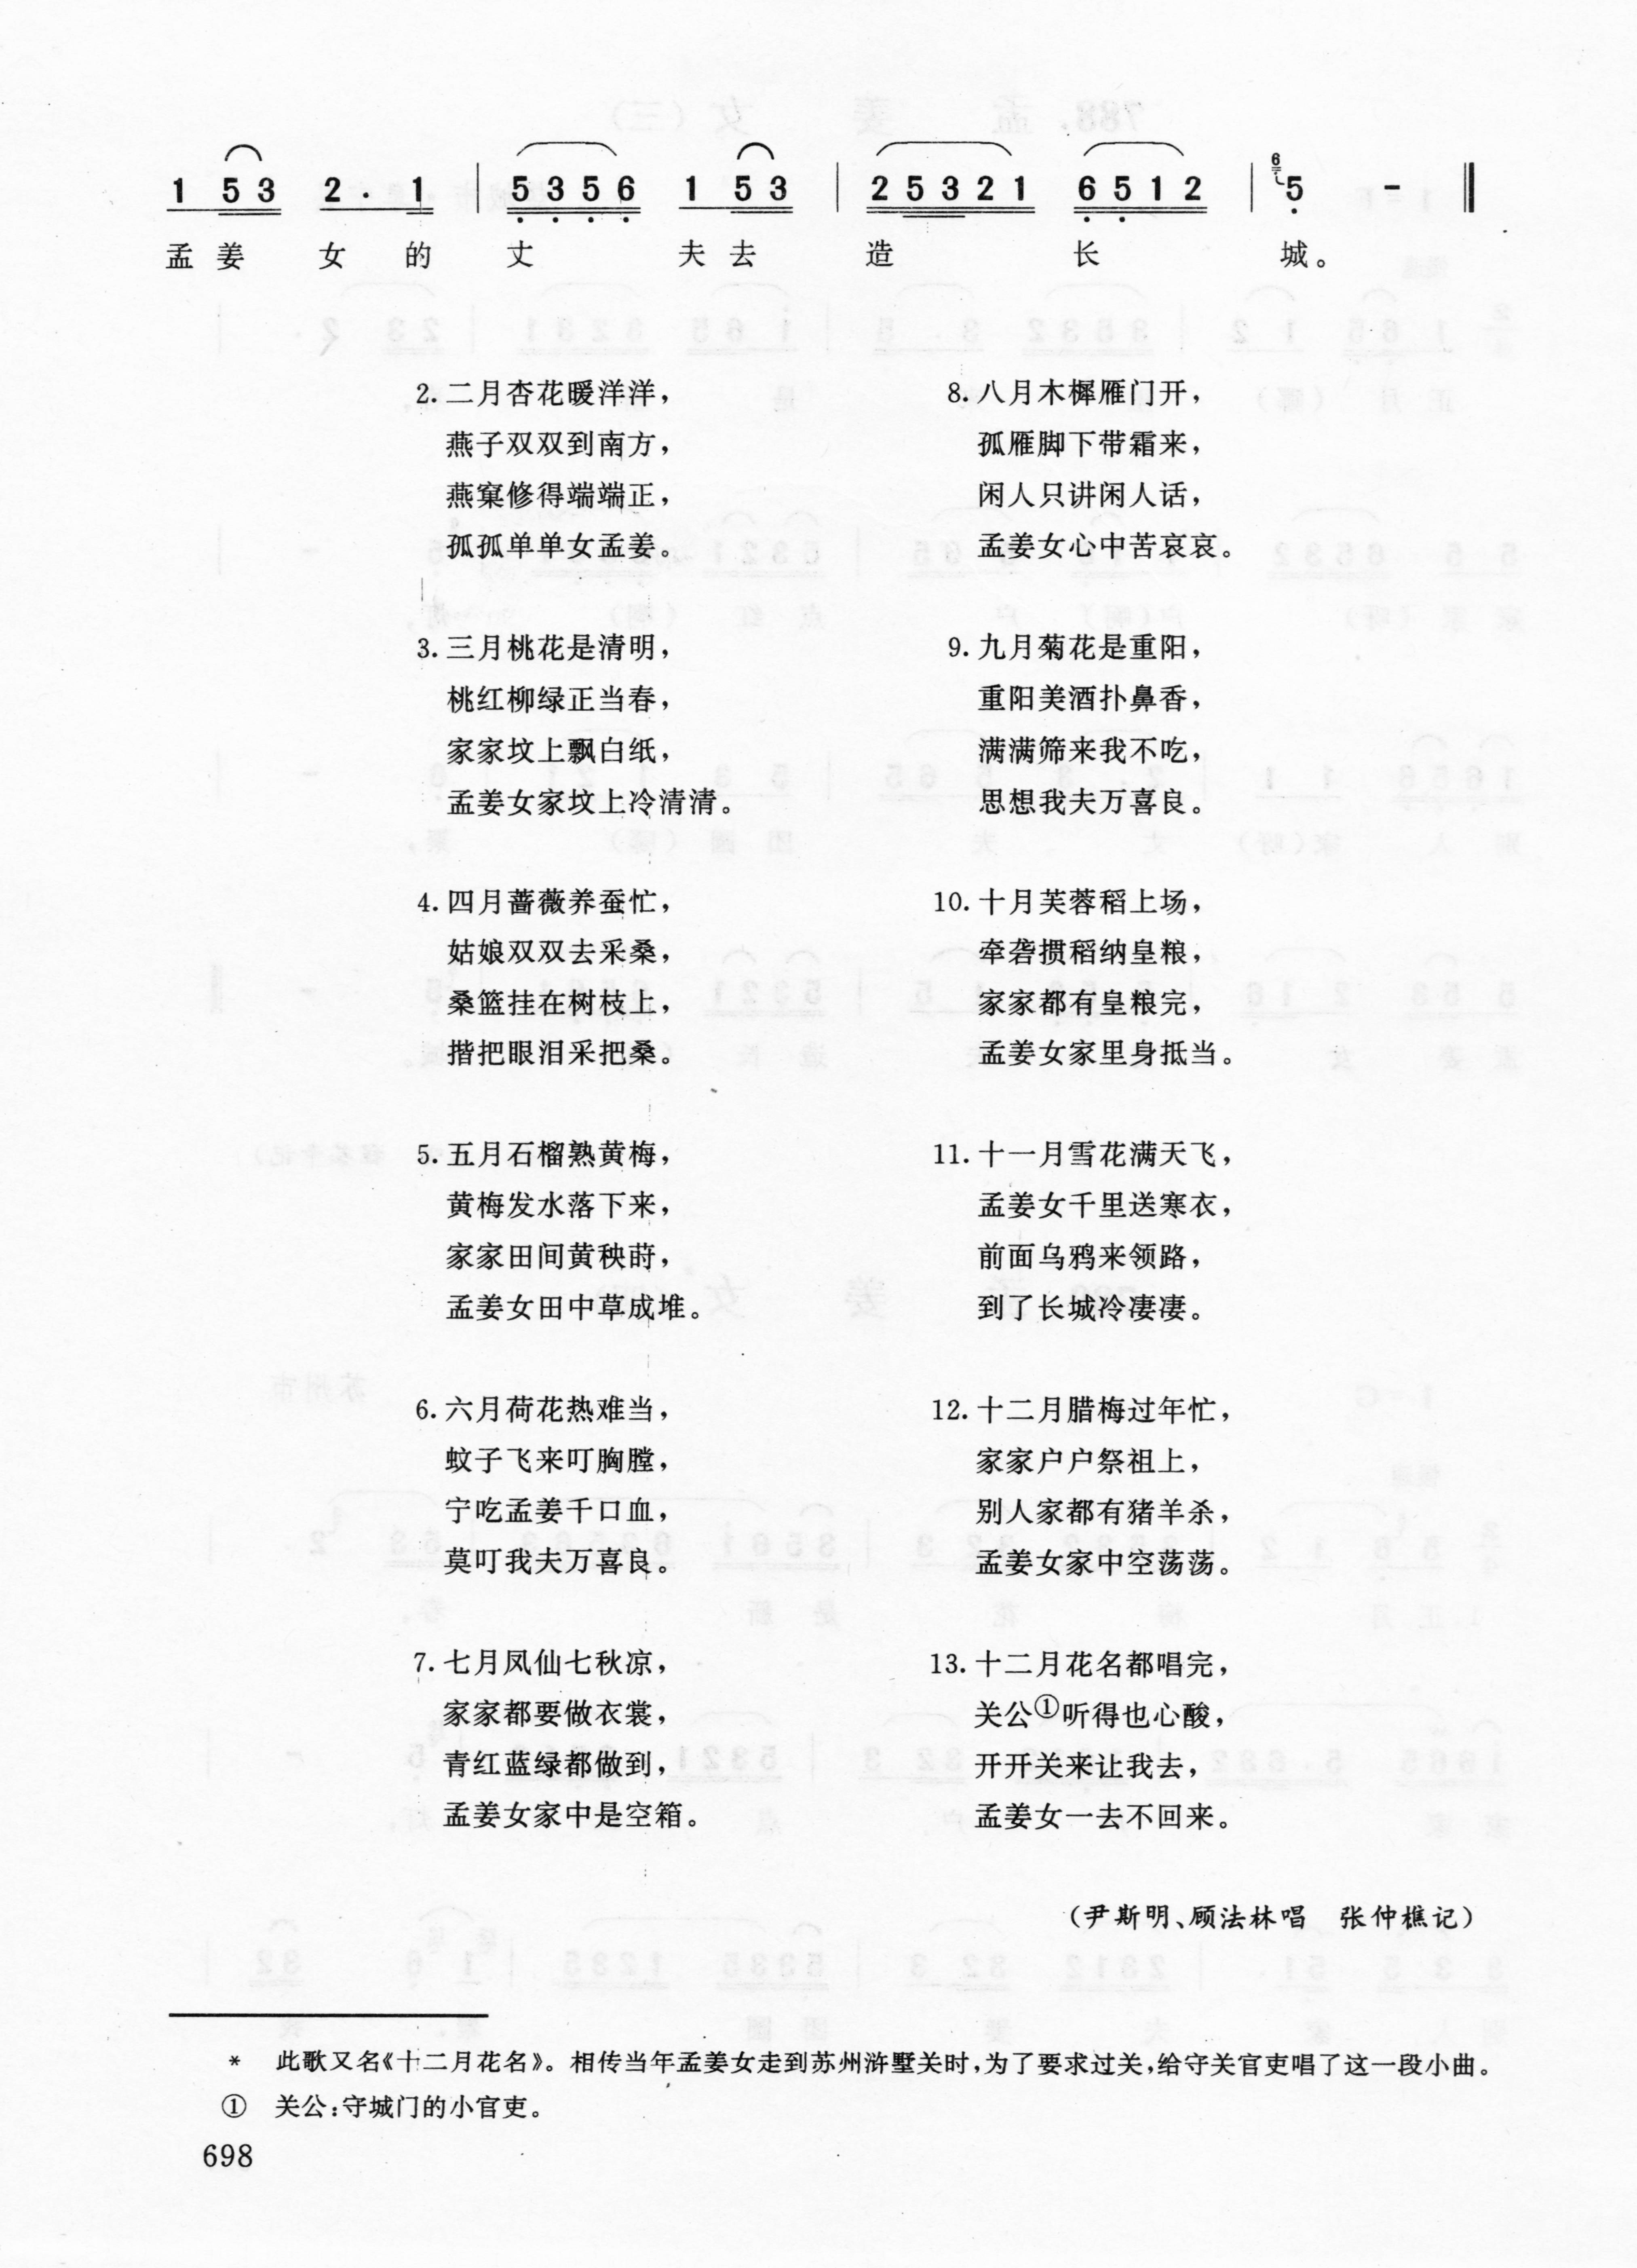 1 53 2 · 1 | 5356 1 53 | 25321 6512 | 6 5 - ‖
孟 姜 女 的 丈 夫 去 造 长 城。
2. 二月杏花暖洋洋，
燕子双双到南方，
燕窠修得端端正，
孤孤单单女孟姜。
3. 三月桃花是清明，
桃红柳绿正当春，
家家坟上飘白纸，
孟姜女家坟上冷清清。
4. 四月蔷薇养蚕忙，
姑娘双双去采桑，
桑篮挂在树枝上，
揩把眼泪采把桑。
5. 五月石榴熟黄梅，
黄梅发水落下来，
家家田间黄秧莳，
孟姜女田中草成堆。
6. 六月荷花热难当，
蚊子飞来叮胸膛，
宁吃孟姜千口血，
莫叮我夫万喜良。
7. 七月凤仙七秋凉，
家家都要做衣裳，
青红蓝绿都做到，
孟姜女家中是空箱。
8. 八月木樨雁门开，
孤雁脚下带霜来，
闲人只讲闲人话，
孟姜女心中苦哀哀。
9. 九月菊花是重阳，
重阳美酒扑鼻香，
满满筛来我不吃，
思想我夫万喜良。
10. 十月芙蓉稻上场，
牵砻掼稻纳皇粮，
家家都有皇粮完，
孟姜女家里身抵当。
11. 十一月雪花满天飞，
孟姜女千里送寒衣，
前面乌鸦来领路，
到了长城冷凄凄。
12. 十二月腊梅过年忙，
家家户户祭祖上，
别人家都有猪羊杀，
孟姜女家中空荡荡。
13. 十二月花名都唱完，
关公①听得也心酸，
开开关来让我去，
孟姜女一去不回来。
（尹斯明、顾法林唱 张仲樵记）
* 此歌又名《十二月花名》。相传当年孟姜女走到苏州浒墅关时，为了要求过关，给守关官吏唱了这一段小曲。
① 关公：守城门的小官吏。
698